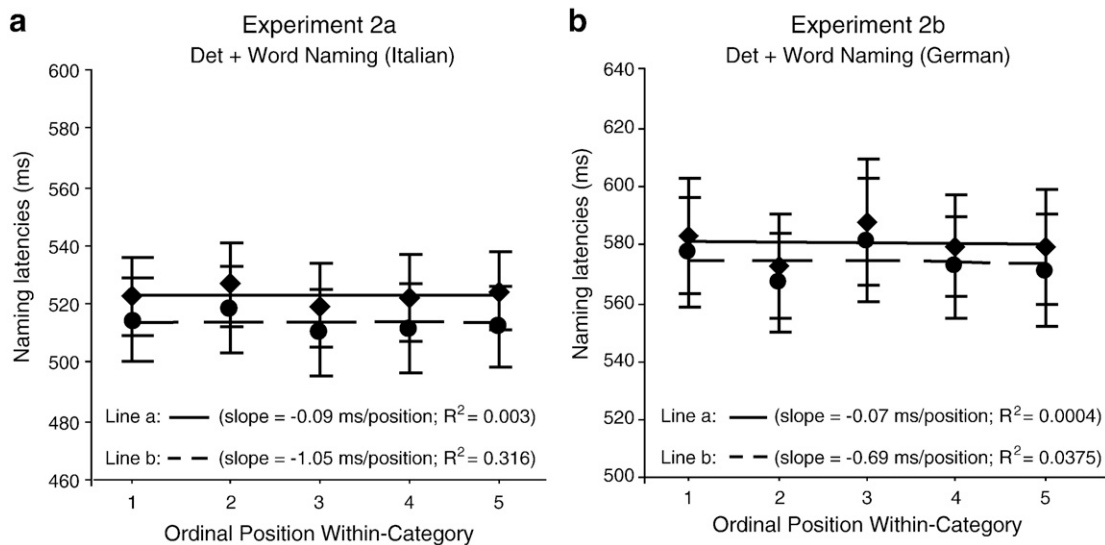 a
Experiment 2a
Det + Word Naming (Italian)
Naming latencies (ms)
600
580
560
540
520
500
480
460
Line a: (slope = -0.09 ms/position; R² = 0.003)
Line b: (slope = -1.05 ms/position; R² = 0.316)
1 2 3 4 5
Ordinal Position Within-Category
b
Experiment 2b
Det + Word Naming (German)
Naming latencies (ms)
640
620
600
580
560
540
520
500
Line a: (slope = -0.07 ms/position; R² = 0.0004)
Line b: (slope = -0.69 ms/position; R² = 0.0375)
1 2 3 4 5
Ordinal Position Within-Category